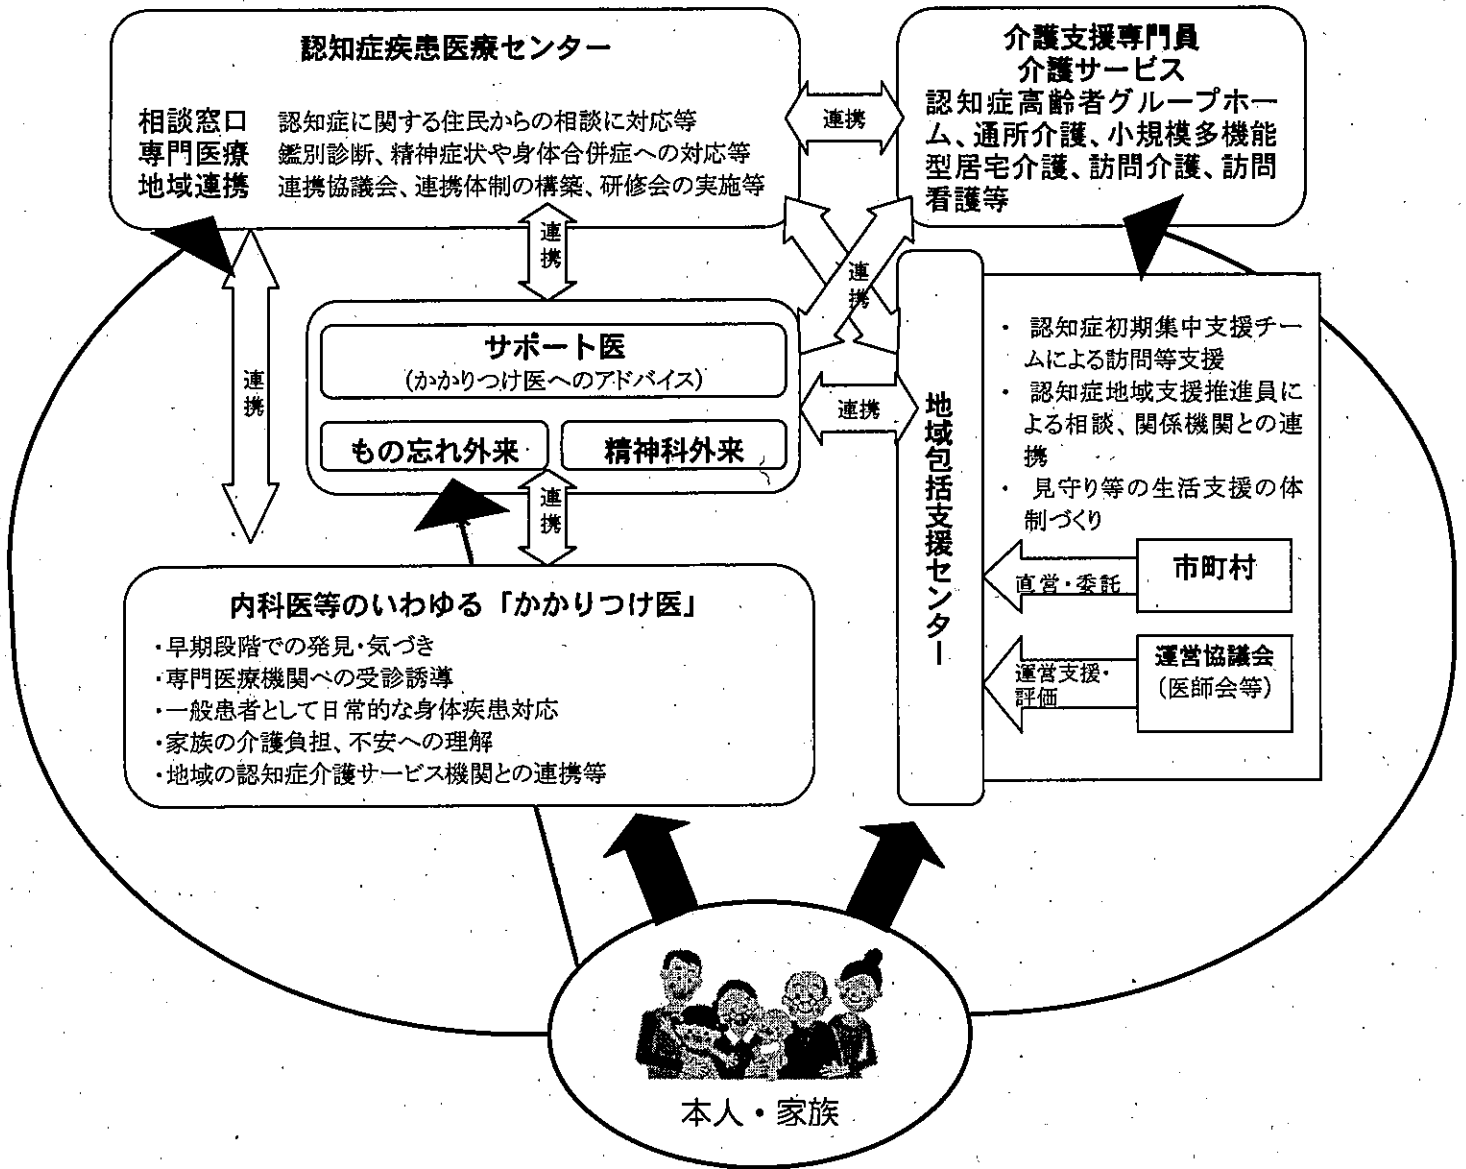 認知症疾患医療センター
相談窓口 認知症に関する住民からの相談に対応等
専門医療 鑑別診断、精神症状や身体合併症への対応等
地域連携 連携協議会、連携体制の構築、研修会の実施等
連携
介護支援専門員
介護サービス
認知症高齢者グループホー
ム、通所介護、小規模多機能
型居宅介護、訪問介護、訪問
看護等
連携
連携
連携
サポート医
(かかりつけ医へのアドバイス)
もの忘れ外来
精神科外来
連携
連携
地域包括支援センター
・ 認知症初期集中支援チー
ムによる訪問等支援
・ 認知症地域支援推進員に
よる相談、関係機関との連
携
・ 見守り等の生活支援の体
制づくり
直営・委託
市町村
運営支援・
評価
運営協議会
(医師会等)
内科医等のいわゆる「かかりつけ医」
・早期段階での発見・気づき
・専門医療機関への受診誘導
・一般患者として日常的な身体疾患対応
・家族の介護負担、不安への理解
・地域の認知症介護サービス機関との連携等
本人・家族